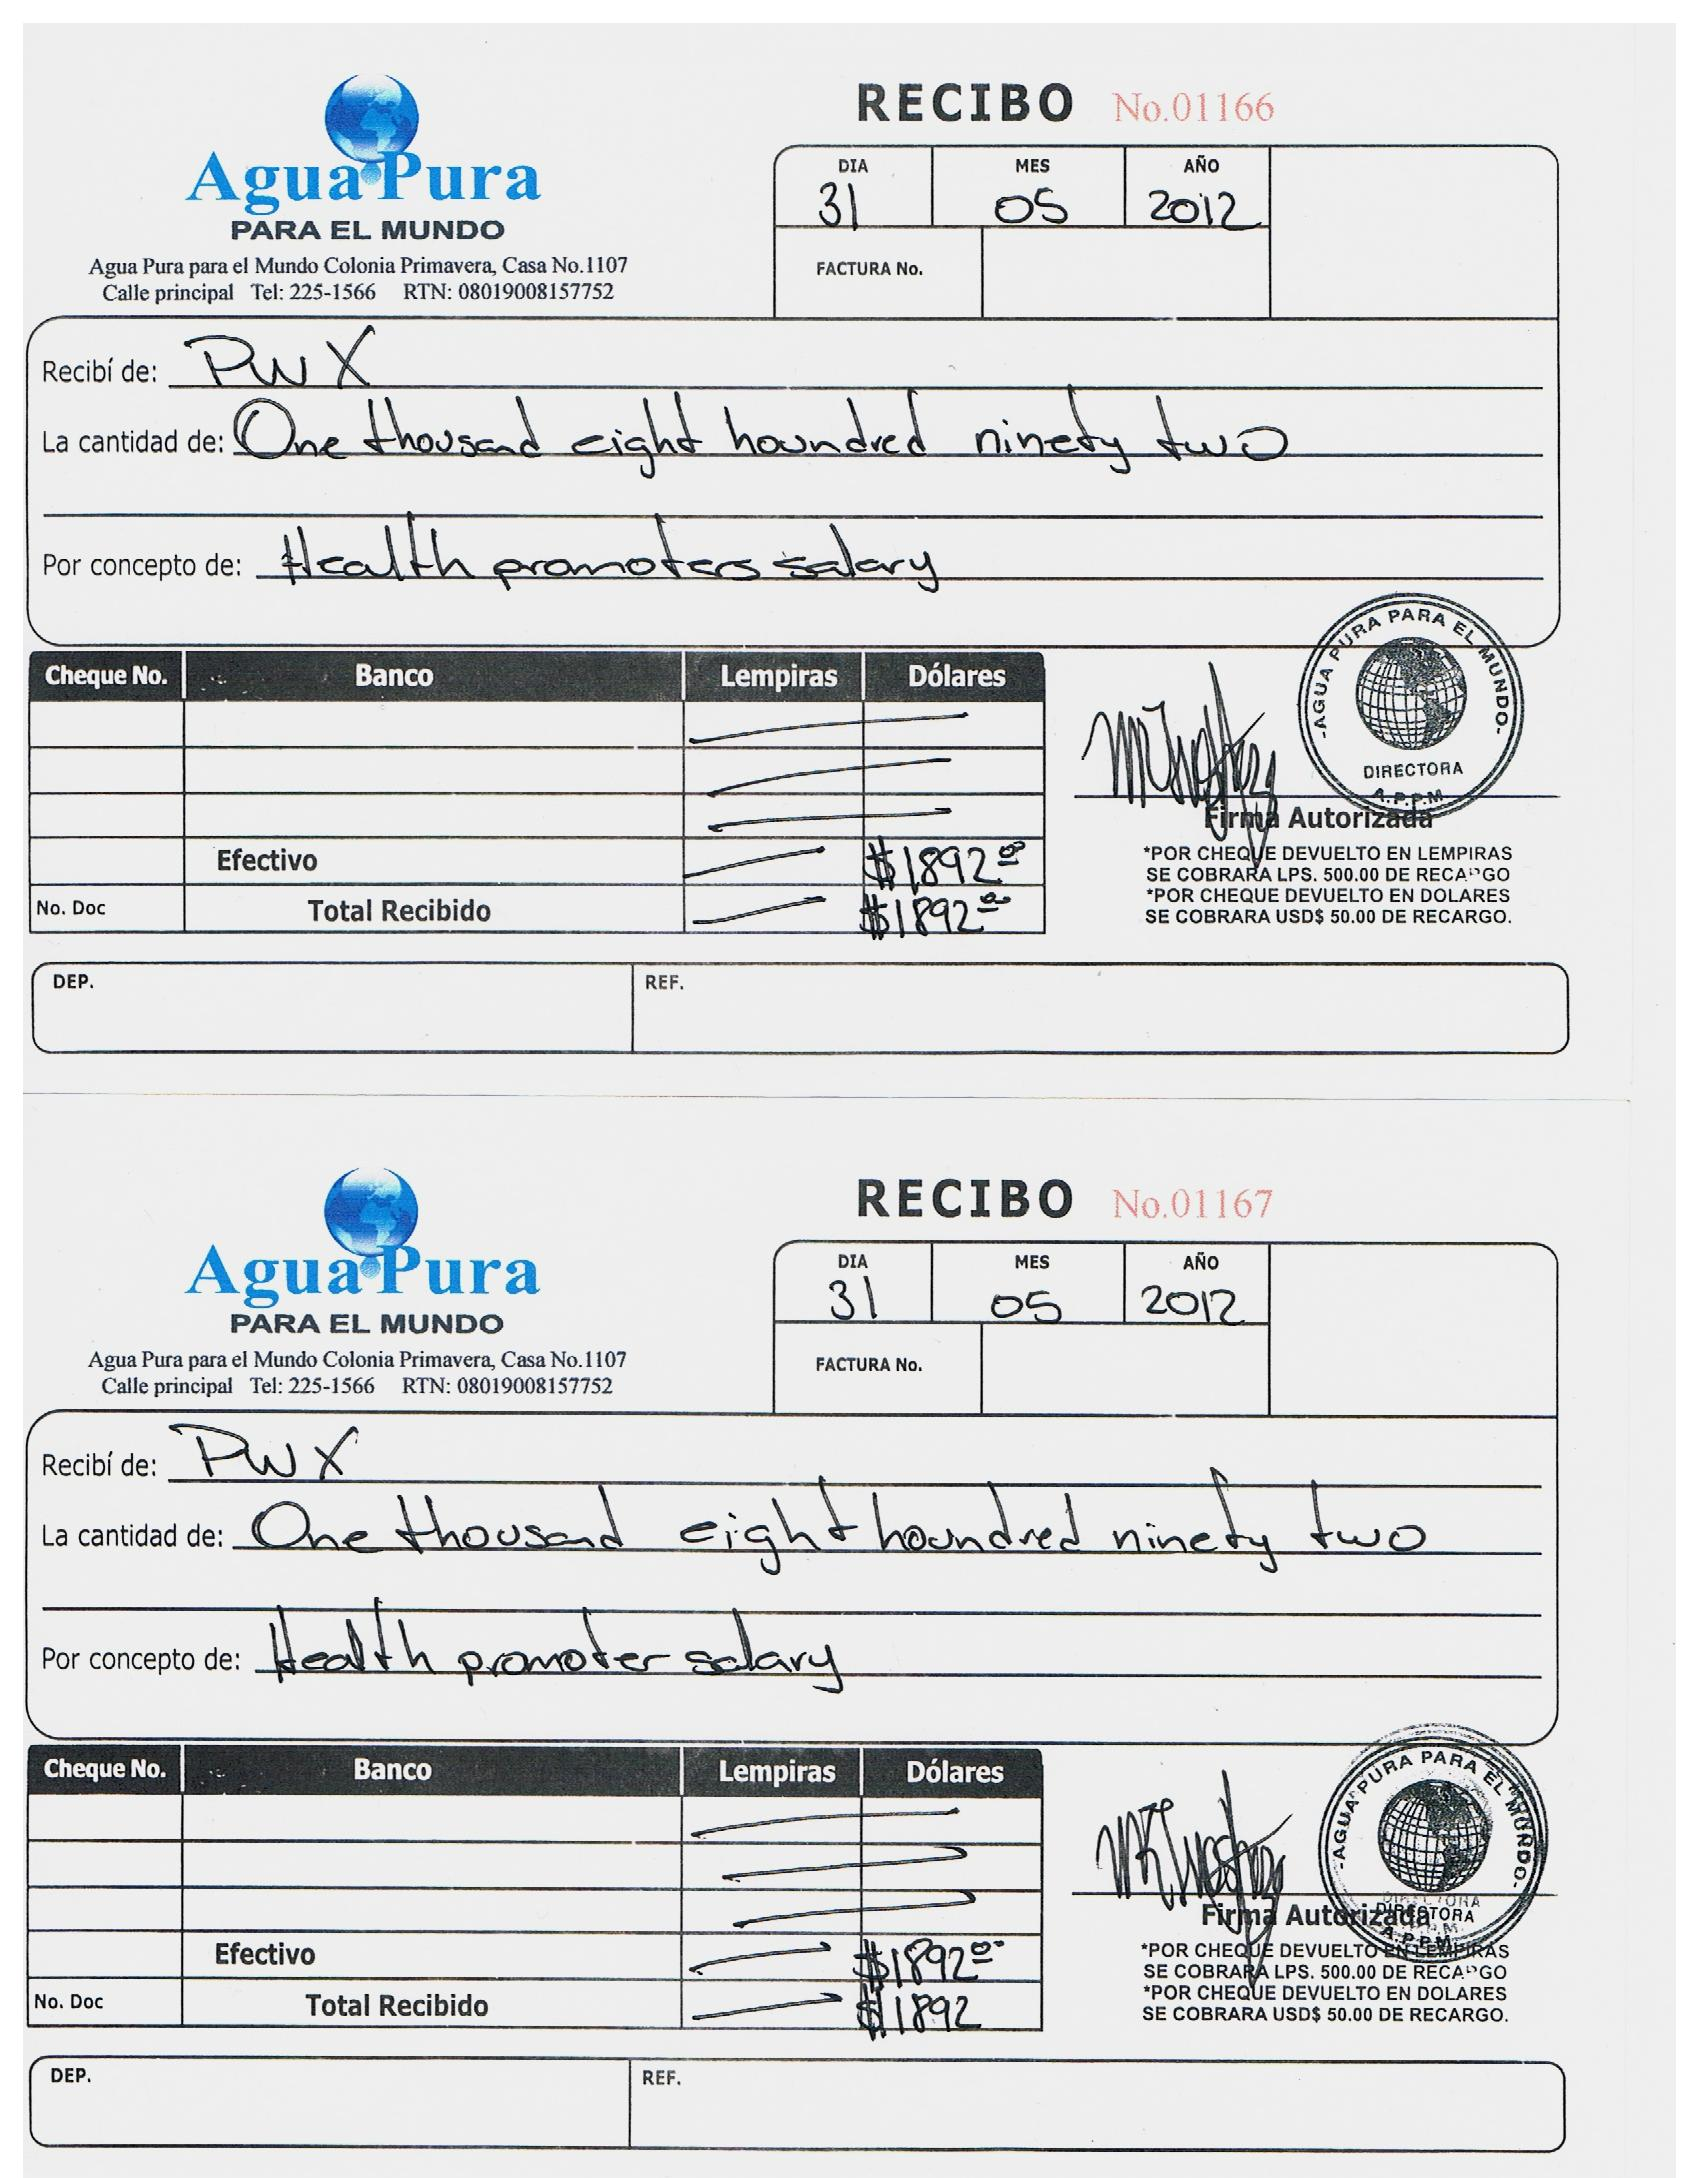 Agua Pura
PARA EL MUNDO
Agua Pura para el Mundo Colonia Primavera, Casa No.1107
Calle principal Tel: 225-1566 RTN: 08019008157752
RECIBO No.01166
DIA MES AÑO
31 05 2012
FACTURA No.
Recibí de: PWX
La cantidad de: One thousand eight houndred ninety two
Por concepto de: Health promoters salary
Cheque No. Banco Lempiras Dólares
Efectivo $1892.00
No. Doc Total Recibido $1892.00
-AGUA PURA PARA EL MUNDO-
DIRECTORA
A.P.P.M.
Firma Autorizada
*POR CHEQUE DEVUELTO EN LEMPIRAS
SE COBRARA LPS. 500.00 DE RECARGO
*POR CHEQUE DEVUELTO EN DOLARES
SE COBRARA USD$ 50.00 DE RECARGO.
DEP. REF.
Agua Pura
PARA EL MUNDO
Agua Pura para el Mundo Colonia Primavera, Casa No.1107
Calle principal Tel: 225-1566 RTN: 08019008157752
RECIBO No.01167
DIA MES AÑO
31 05 2012
FACTURA No.
Recibí de: PWX
La cantidad de: One thousand eight houndred ninety two
Por concepto de: Health promoter salary
Cheque No. Banco Lempiras Dólares
Efectivo $1892.00
No. Doc Total Recibido $1892
-AGUA PURA PARA EL MUNDO-
DIRECTORA
A.P.P.M.
Firma Autorizada
*POR CHEQUE DEVUELTO EN LEMPIRAS
SE COBRARA LPS. 500.00 DE RECARGO
*POR CHEQUE DEVUELTO EN DOLARES
SE COBRARA USD$ 50.00 DE RECARGO.
DEP. REF.